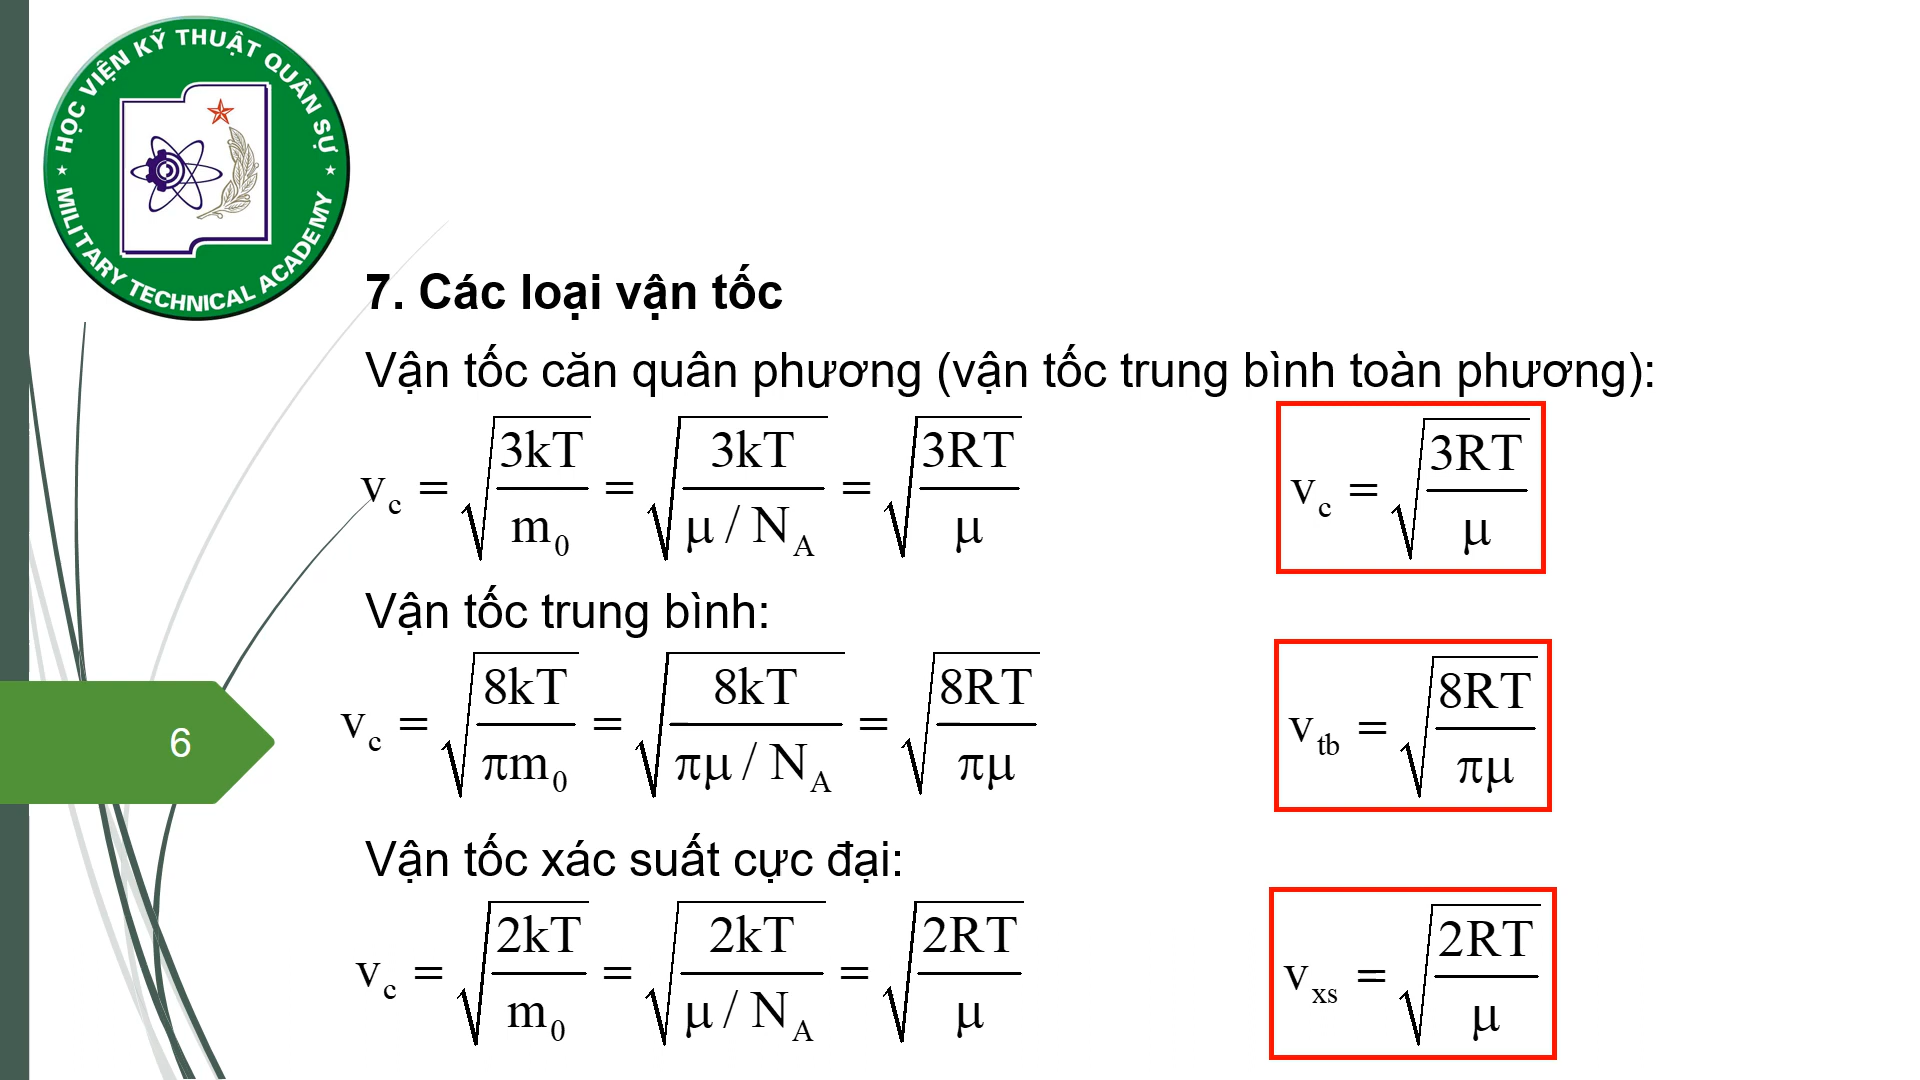 HỌC VIỆN KỸ THUẬT QUÂN SỰ
MILITARY TECHNICAL ACADEMY
7. Các loại vận tốc
Vận tốc căn quân phương (vận tốc trung bình toàn phương):
v_c = √(3kT / m_0) = √(3kT / (μ / N_A)) = √(3RT / μ)
v_c = √(3RT / μ)
Vận tốc trung bình:
v_c = √(8kT / πm_0) = √(8kT / (πμ / N_A)) = √(8RT / πμ)
v_tb = √(8RT / πμ)
6
Vận tốc xác suất cực đại:
v_c = √(2kT / m_0) = √(2kT / (μ / N_A)) = √(2RT / μ)
v_xs = √(2RT / μ)